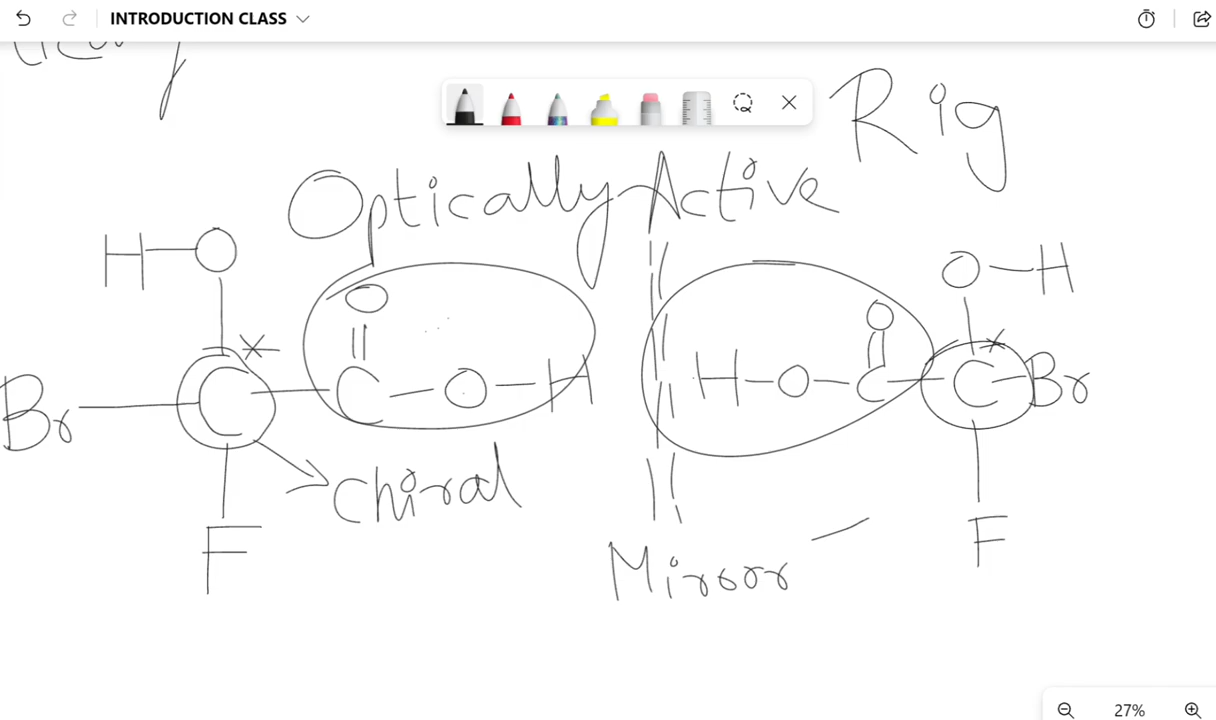 INTRODUCTION CLASS
Rig
Optically Active
H-O
O-H
O
O
Br-C*-C-O-H
H-O-C-C*-Br
Chiral
F
F
Mirror
27%